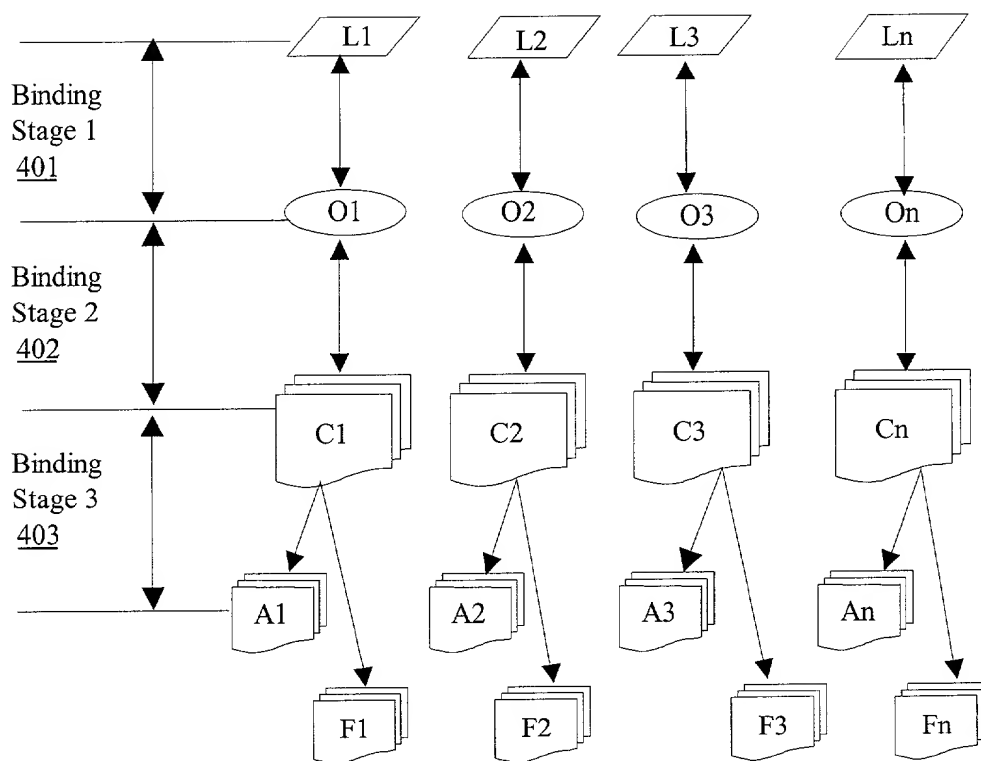 L1 L2 L3 Ln
Binding
Stage 1
401
O1 O2 O3 On
Binding
Stage 2
402
C1 C2 C3 Cn
Binding
Stage 3
403
A1 A2 A3 An
F1 F2 F3 Fn